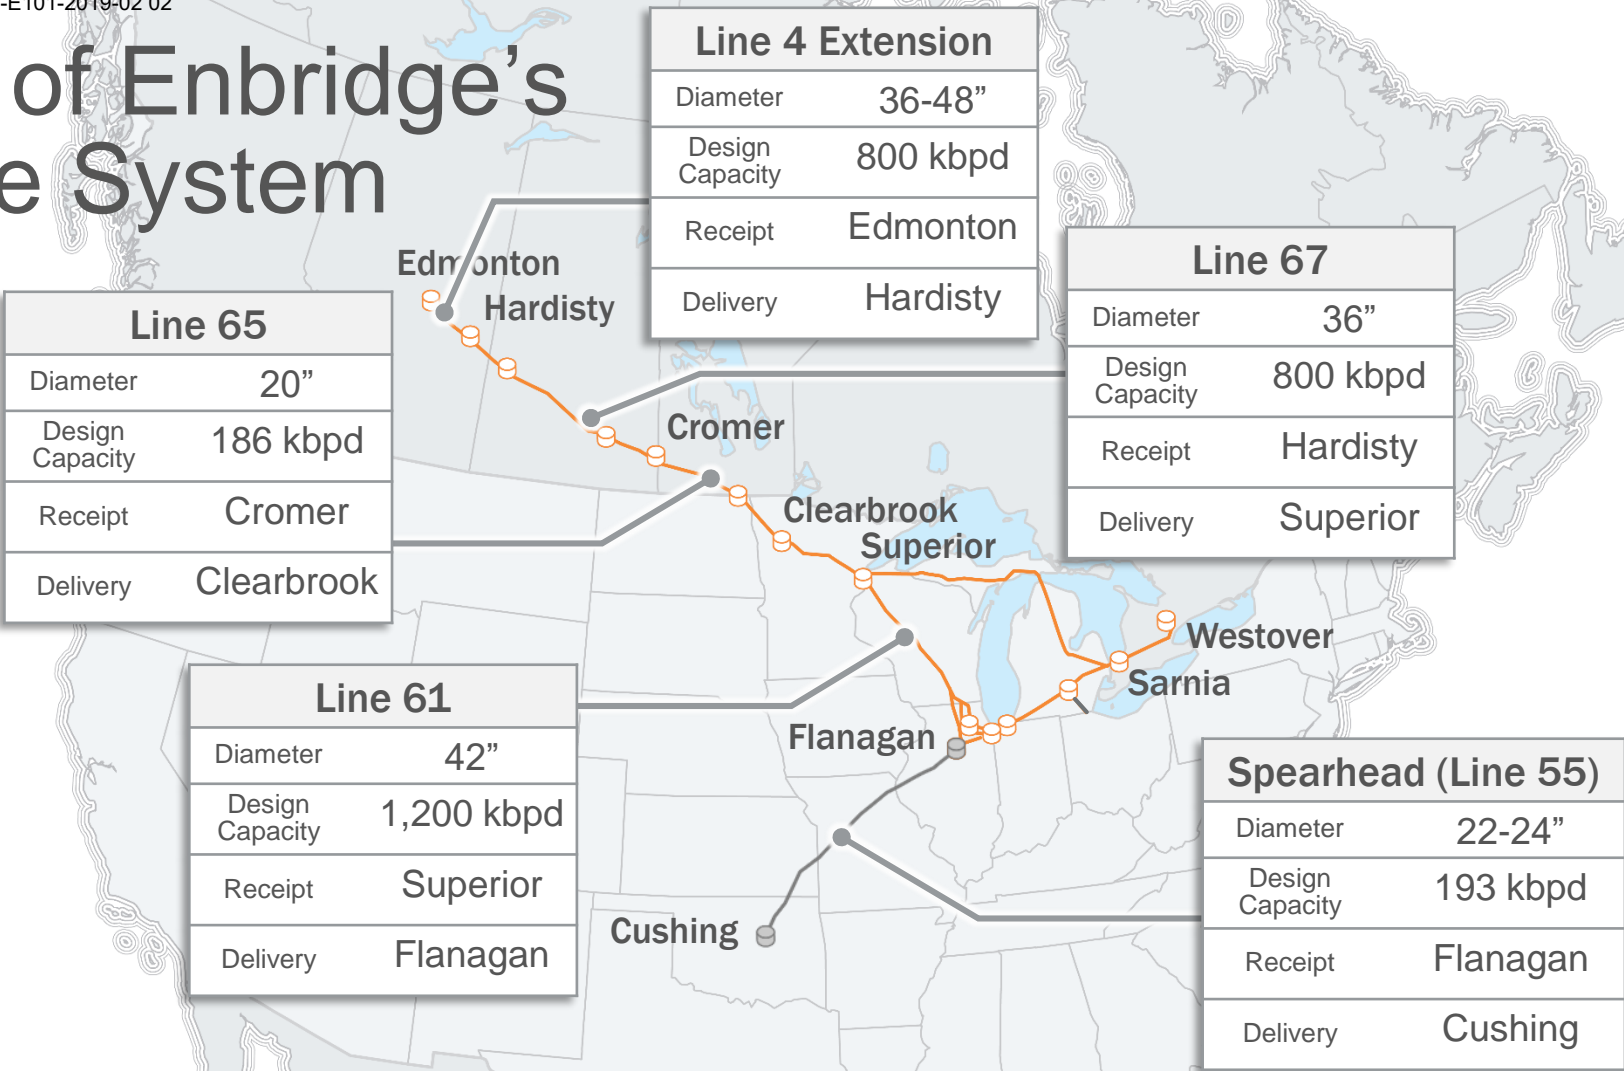 -E101-2019-02 02
of Enbridge's
e System
Line 4 Extension
Diameter 36-48”
Design Capacity 800 kbpd
Receipt Edmonton
Delivery Hardisty
Line 67
Diameter 36”
Design Capacity 800 kbpd
Receipt Hardisty
Delivery Superior
Line 65
Diameter 20”
Design Capacity 186 kbpd
Receipt Cromer
Delivery Clearbrook
Edmonton
Hardisty
Cromer
Clearbrook
Superior
Westover
Sarnia
Flanagan
Cushing
Line 61
Diameter 42”
Design Capacity 1,200 kbpd
Receipt Superior
Delivery Flanagan
Spearhead (Line 55)
Diameter 22-24”
Design Capacity 193 kbpd
Receipt Flanagan
Delivery Cushing